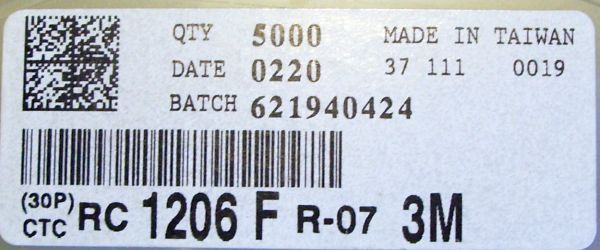 QTY 5000 MADE IN TAIWAN
DATE 0220 37 111 0019
BATCH 621940424
(30P) CTC RC 1206 F R-07 3M